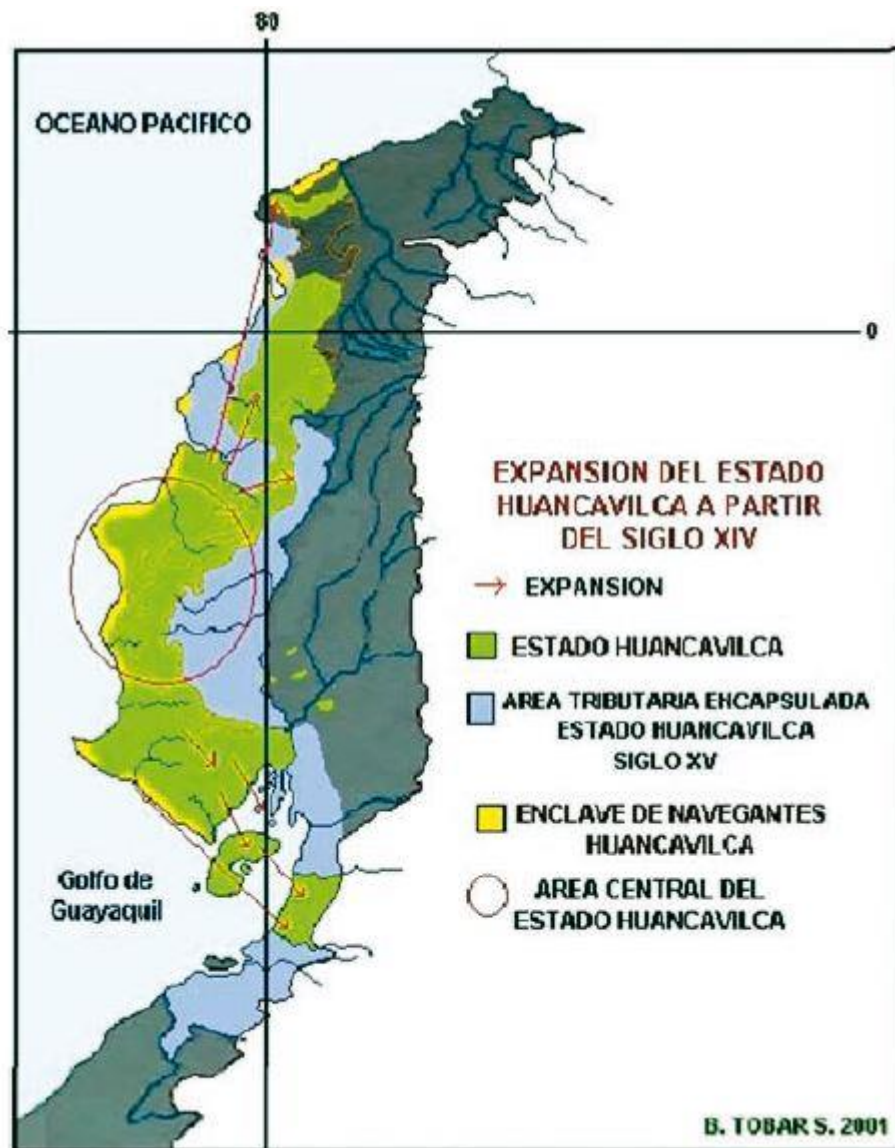 80
OCEANO PACIFICO
0
EXPANSION DEL ESTADO
HUANCAVILCA A PARTIR
DEL SIGLO XIV
EXPANSION
ESTADO HUANCAVILCA
AREA TRIBUTARIA ENCAPSULADA
ESTADO HUANCAVILCA
SIGLO XV
ENCLAVE DE NAVEGANTES
HUANCAVILCA
AREA CENTRAL DEL
ESTADO HUANCAVILCA
Golfo de
Guayaquil
B. TOBAR S. 2001